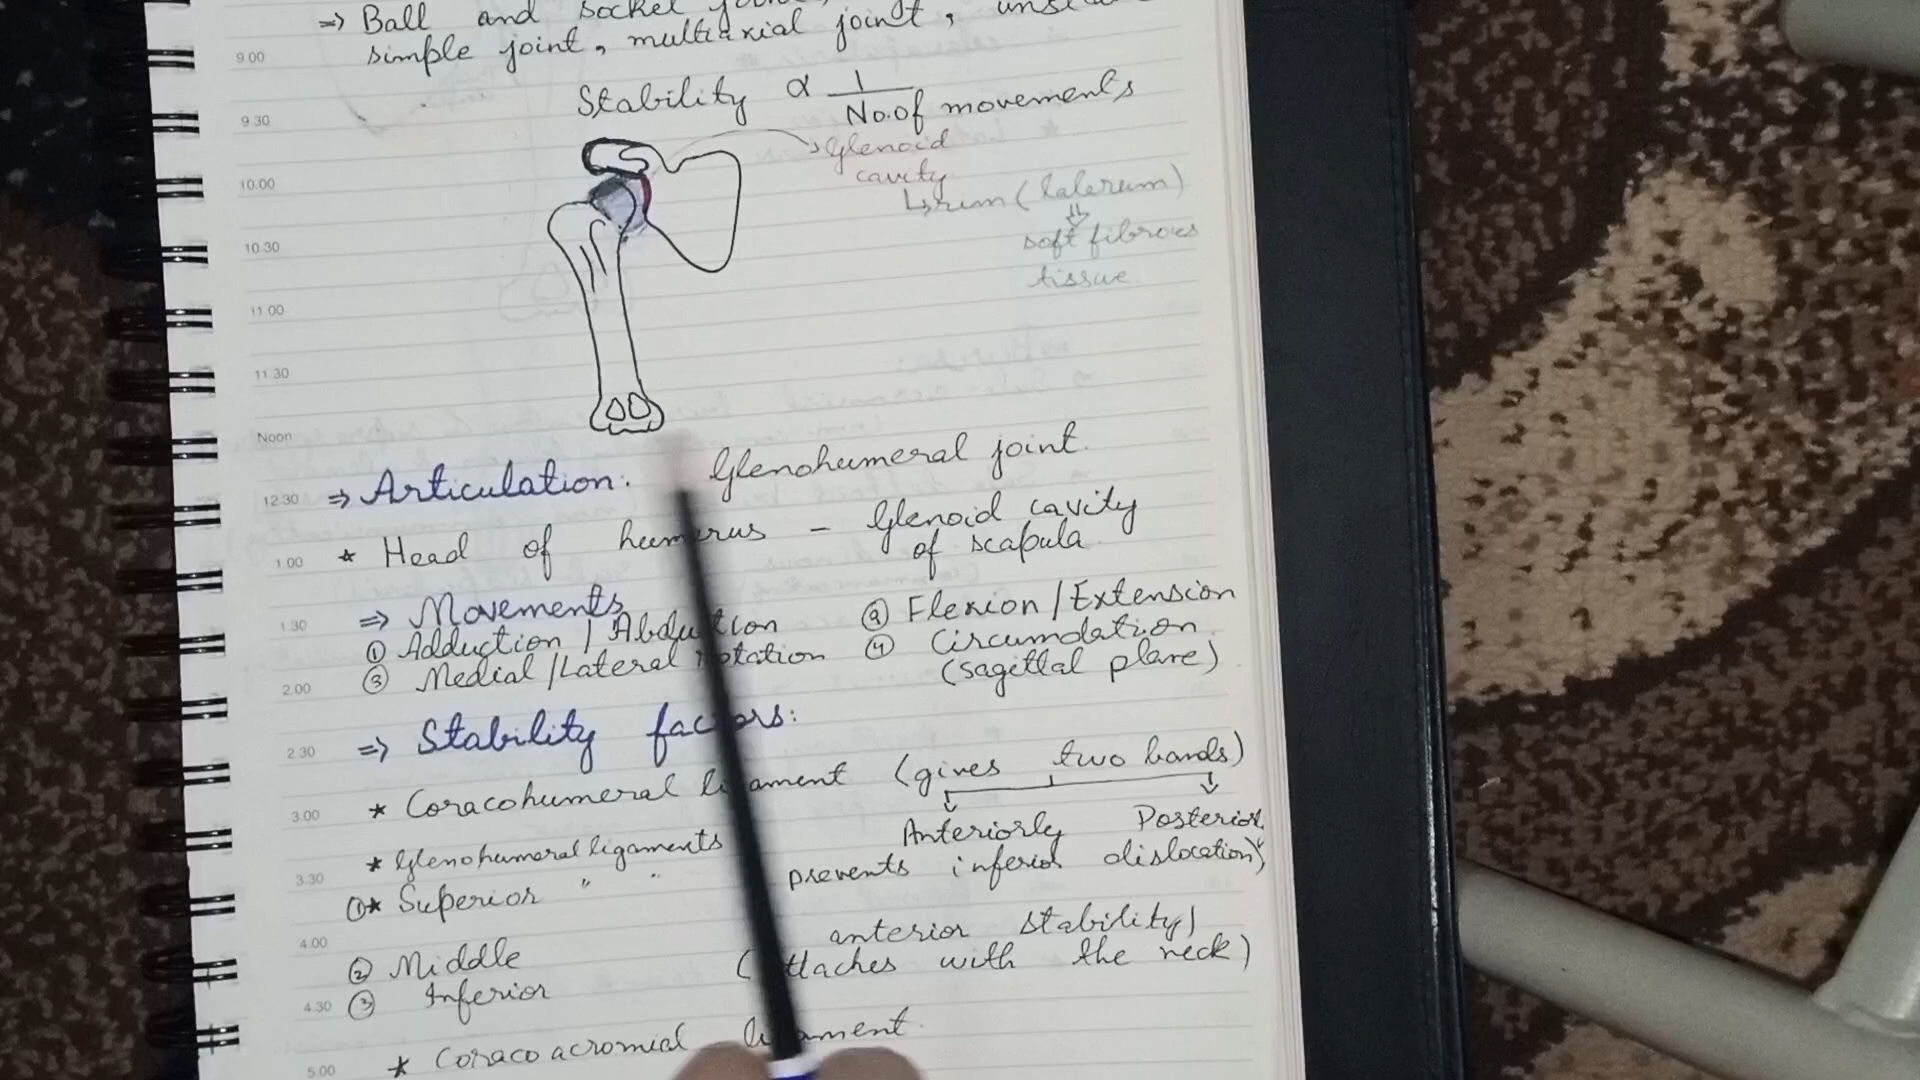 ⇒ Ball and socket joint,
simple joint, multiaxial joint,
9.00
Stability ∝ 1 / No. of movements
9.30
Glenoid
cavity
10.00
↳ rim (laberum)
⇓
soft fibrous
tissue
10.30
11.00
11.30
Noon
⇒ Articulation: Glenohumeral joint.
12.30
* Head of humerus - Glenoid cavity
of scapula
1.00
⇒ Movements
1.30
① Adduction / Abduction ② Flexion / Extension
③ Medial / Lateral rotation ④ Circumdation
(sagittal plane)
2.00
⇒ Stability factors:
2.30
* Coracohumeral ligament (gives two bands)
3.00
Anteriorly Posterior
* Glenohumeral ligaments
prevents inferior dislocation)
3.30
①* Superior " "
anterior stability)
4.00
② Middle (attaches with the neck)
③ Inferior
4.30
* Coracoacromial ligament
5.00